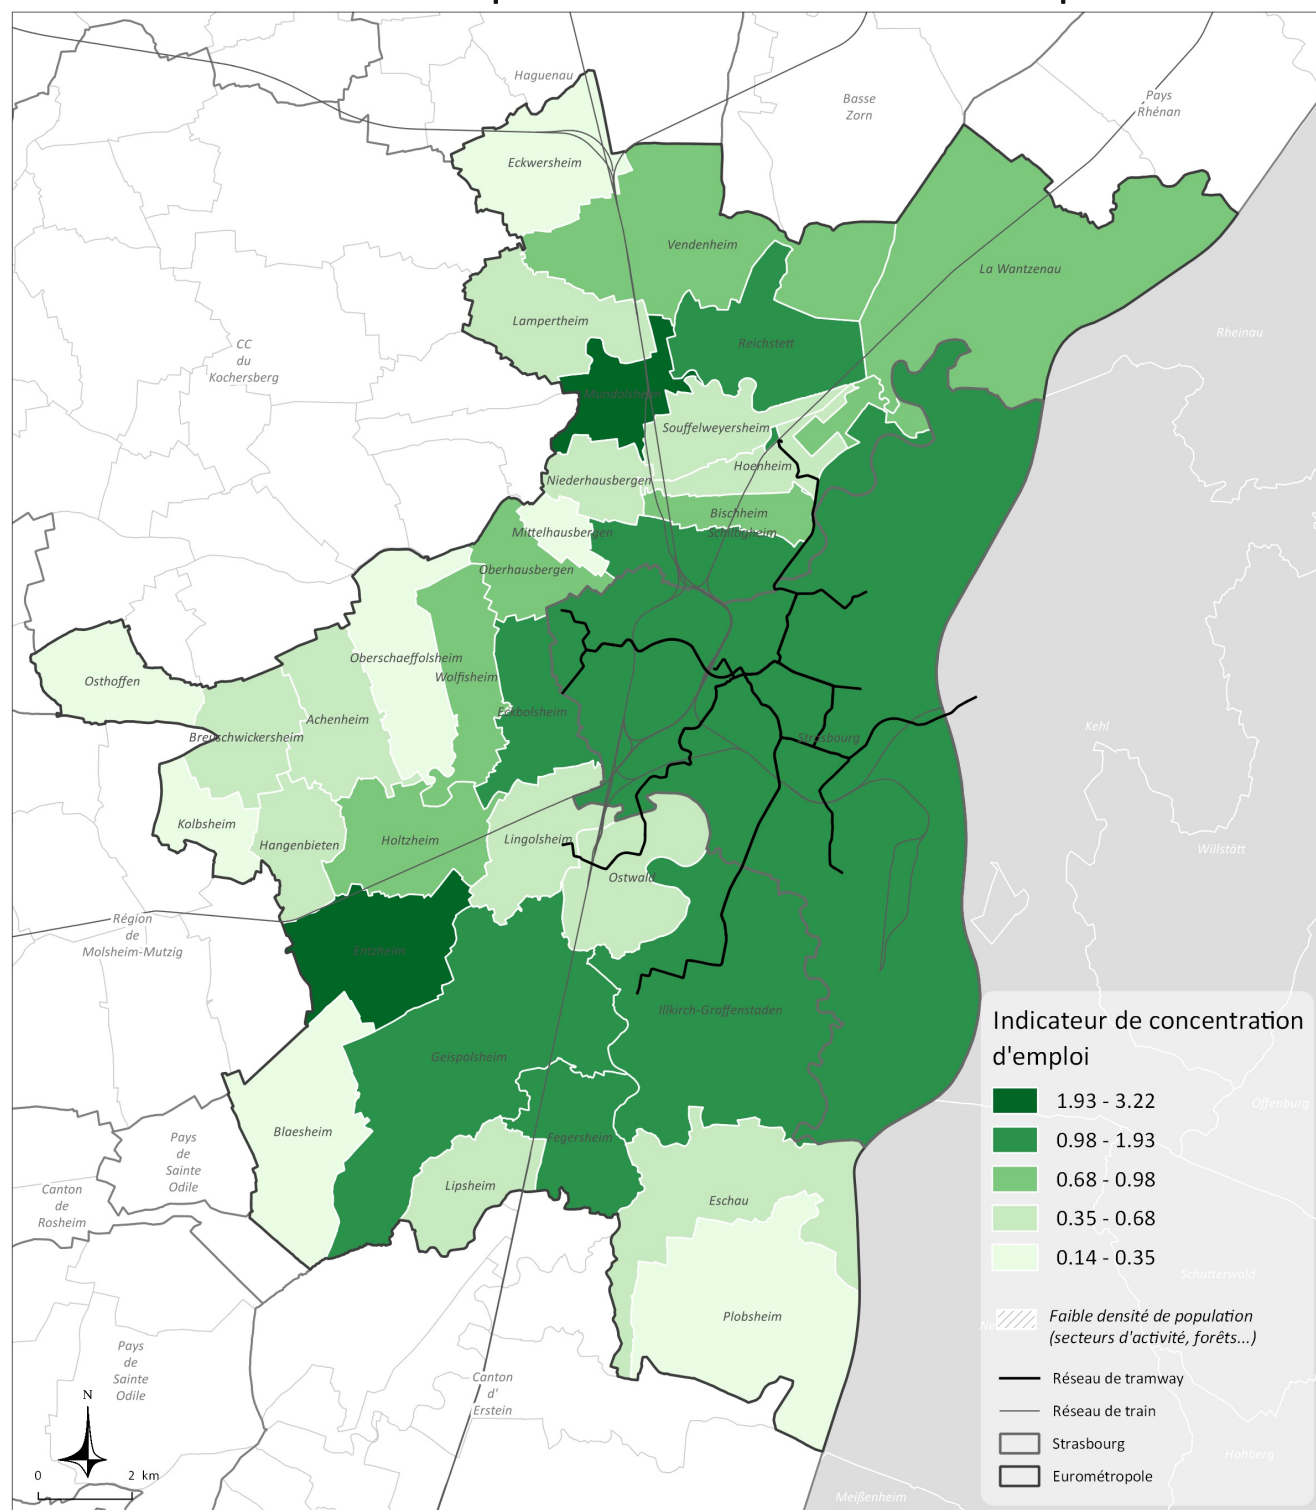 Haguenau
Basse
Zorn
Pays
Rhénan
Eckwersheim
Vendenheim
La Wantzenau
Lampertheim
Rheinau
CC
du
Kochersberg
Reichstett
Mundolsheim
Souffelweyersheim
Hoenheim
Niederhausbergen
Bischheim
Mittelhausbergen
Schiltigheim
Oberhausbergen
Oberschaeffolsheim
Wolfisheim
Osthoffen
Achenheim
Eckbolsheim
Breuschwickersheim
Strasbourg
Kehl
Kolbsheim
Hangenbieten
Holtzheim
Lingolsheim
Ostwald
Willstätt
Région
de
Molsheim-Mutzig
Entzheim
Illkirch-Graffenstaden
Geispolsheim
Blaesheim
Fegersheim
Lipsheim
Eschau
Plobsheim
Pays
de
Sainte
Odile
Canton
de
Rosheim
Pays
de
Sainte
Odile
Canton
d'
Erstein
Indicateur de concentration
d'emploi
1.93 - 3.22
0.98 - 1.93
0.68 - 0.98
0.35 - 0.68
0.14 - 0.35
Faible densité de population
(secteurs d'activité, forêts...)
Réseau de tramway
Réseau de train
Strasbourg
Eurométropole
Offenburg
Schutterwald
Hohberg
Meißenheim
N
0 2 km